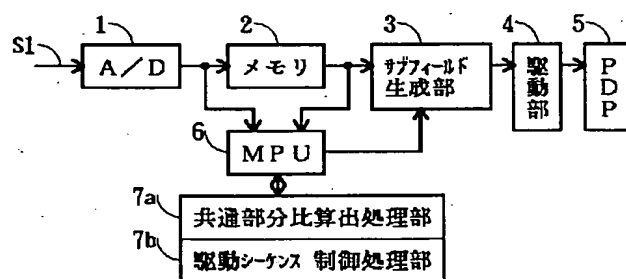 1
2
3
4
5
S1
A/D
メモリ
サブフィールド
生成部
駆動部
PDP
6
MPU
7a
共通部分比算出処理部
7b
駆動シーケンス 制御処理部